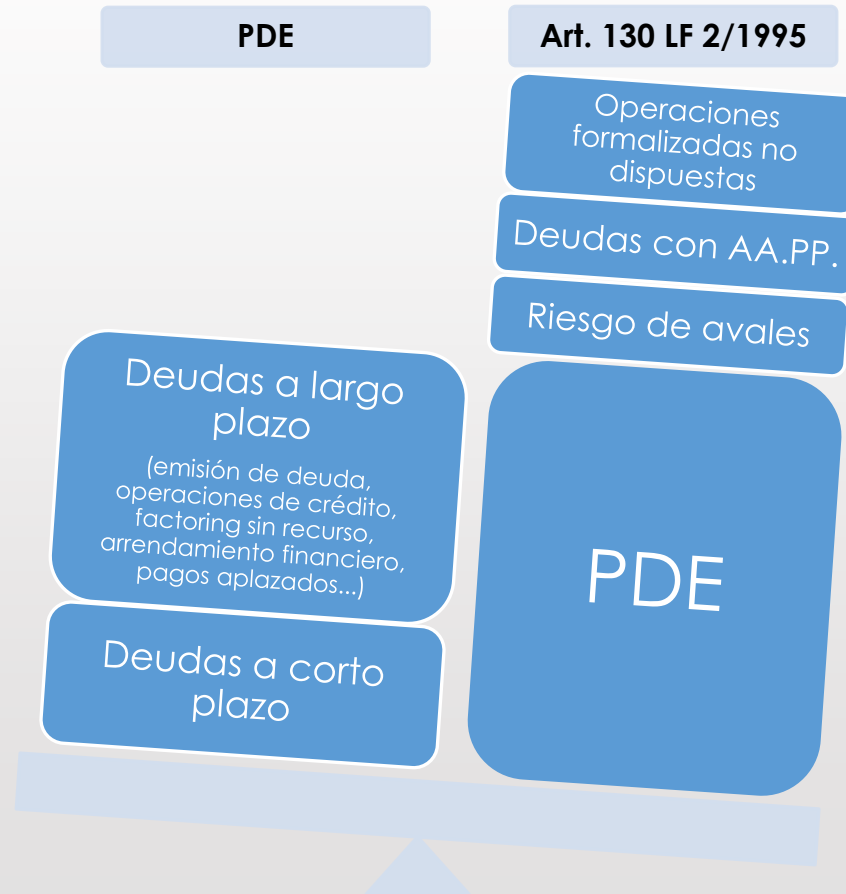 PDE
Art. 130 LF 2/1995
Operaciones
formalizadas no
dispuestas
Deudas con AA.PP.
Riesgo de avales
PDE
Deudas a largo
plazo
(emisión de deuda,
operaciones de crédito,
factoring sin recurso,
arrendamiento financiero,
pagos aplazados...)
Deudas a corto
plazo